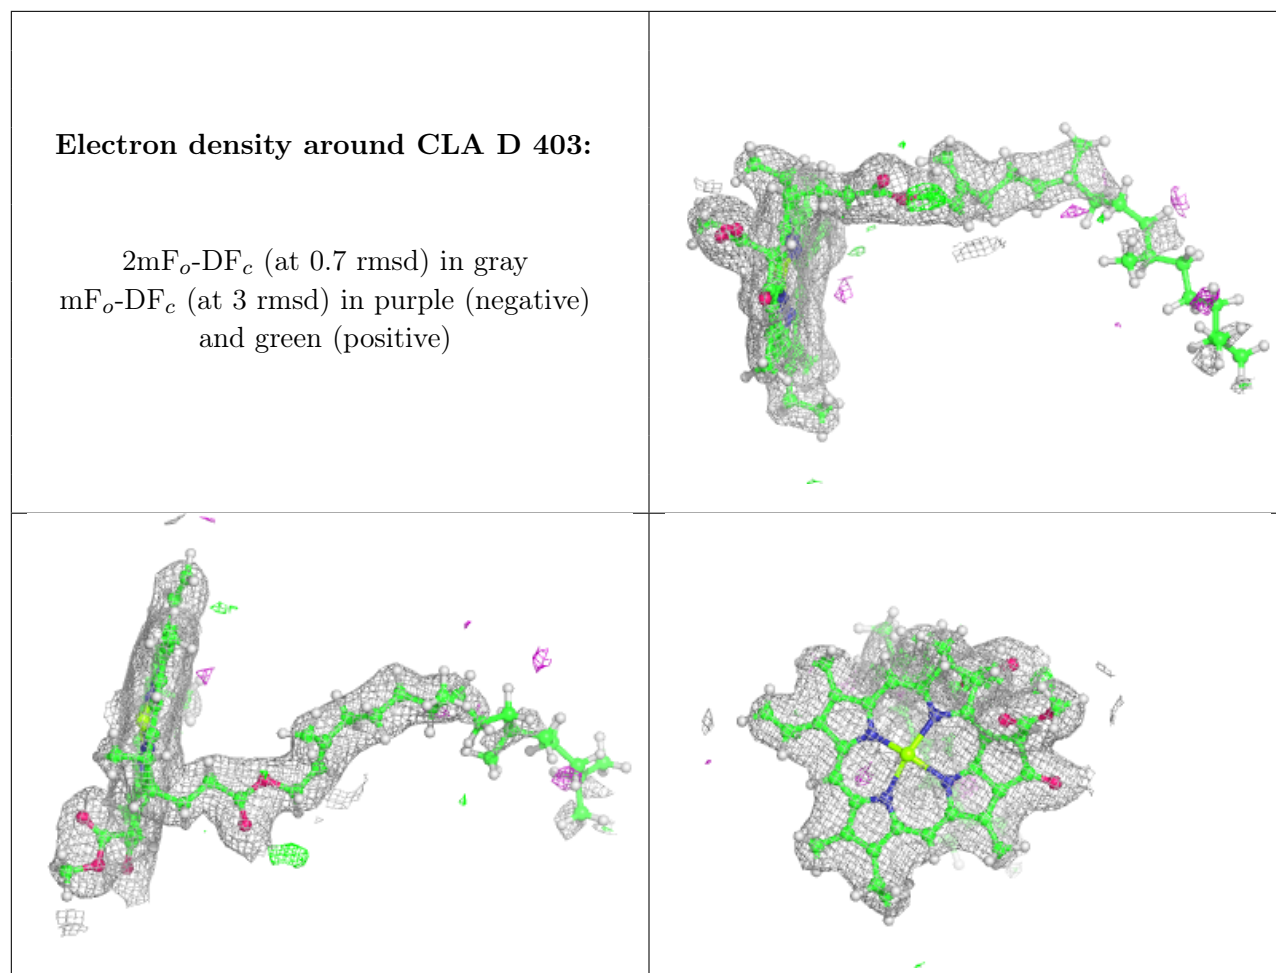 Electron density around CLA D 403:
2mFo-DFc (at 0.7 rmsd) in gray
mFo-DFc (at 3 rmsd) in purple (negative)
and green (positive)